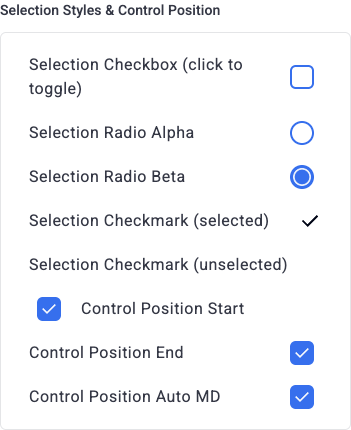 Selection Styles & Control Position
Selection Checkbox (click to
toggle)
Selection Radio Alpha
Selection Radio Beta
Selection Checkmark (selected)
Selection Checkmark (unselected)
Control Position Start
Control Position End
Control Position Auto MD